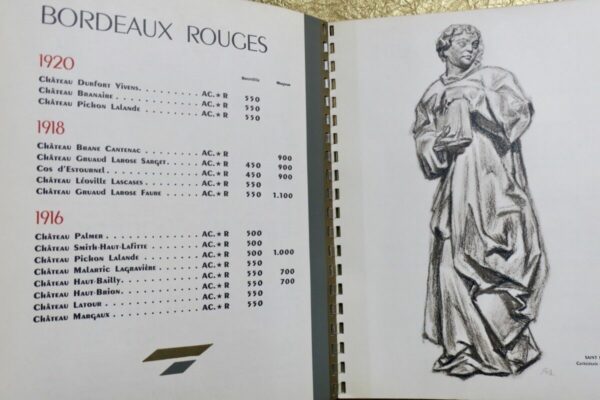 BORDEAUX ROUGES
Bouteille Magnum
1920
Château Durfort Vivens. . . . . . . . . AC.★R 550
Château Branaire . . . . . . . . . . . . AC.★R 550
Château Pichon Lalande . . . . . . . . AC.★R 550
1918
Château Brane Cantenac . . . . . . . . AC.★R 900
Château Gruaud Larose Sarget. . . . . AC.★R 450 900
Cos d'Estournel . . . . . . . . . . . . . AC.★R 450 900
Château Léoville Lascases . . . . . . . AC.★R 550
Château Gruaud Larose Faure . . . . . AC.★R 550 1.100
1916
Château Palmer . . . . . . . . . . . . . AC.★R 500
Château Smith-Haut-Lafitte . . . . . . AC.★R 500
Château Pichon Lalande . . . . . . . . AC.★R 500 1.000
Château Malartic Lagravière . . . . . . AC.★R 550
Château Haut-Bailly. . . . . . . . . . . AC.★R 550 700
Château Haut-Brion. . . . . . . . . . . AC.★R 550 700
Château Latour . . . . . . . . . . . . . AC.★R 550
Château Margaux . . . . . . . . . . . . AC.★R 550
SAINT
Cathédrale